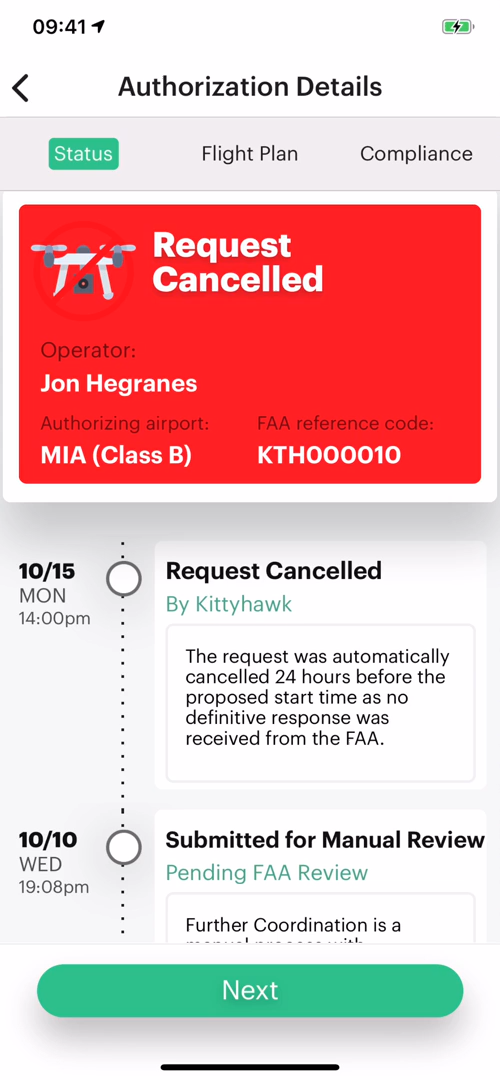 09:41
Authorization Details
Status
Flight Plan
Compliance
Request
Cancelled
Operator:
Jon Hegranes
Authorizing airport:
FAA reference code:
MIA (Class B)
KTH000010
10/15
MON
14:00pm
Request Cancelled
By Kittyhawk
The request was automatically
cancelled 24 hours before the
proposed start time as no
definitive response was
received from the FAA.
10/10
WED
19:08pm
Submitted for Manual Review
Pending FAA Review
Further Coordination is a
manual process with
Next